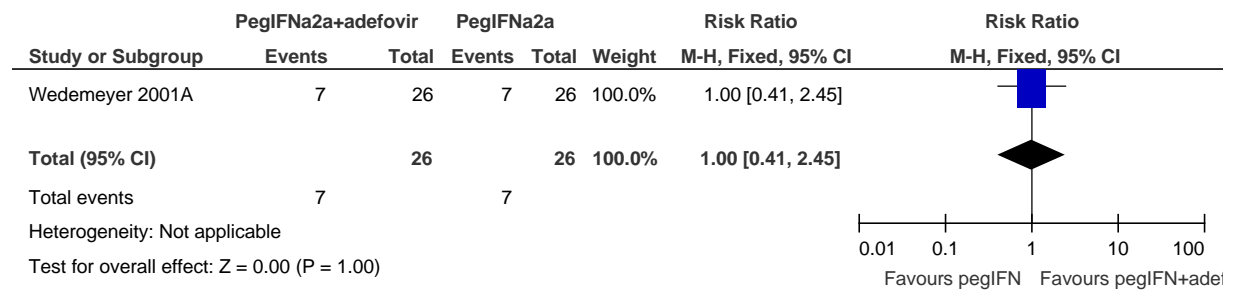 PegIFNa2a+adefovir PegIFNa2a Risk Ratio Risk Ratio
Study or Subgroup Events Total Events Total Weight M-H, Fixed, 95% CI M-H, Fixed, 95% CI
Wedemeyer 2001A 7 26 7 26 100.0% 1.00 [0.41, 2.45]
Total (95% CI) 26 26 100.0% 1.00 [0.41, 2.45]
Total events 7 7
Heterogeneity: Not applicable
Test for overall effect: Z = 0.00 (P = 1.00)
0.01 0.1 1 10 100
Favours pegIFN Favours pegIFN+adef